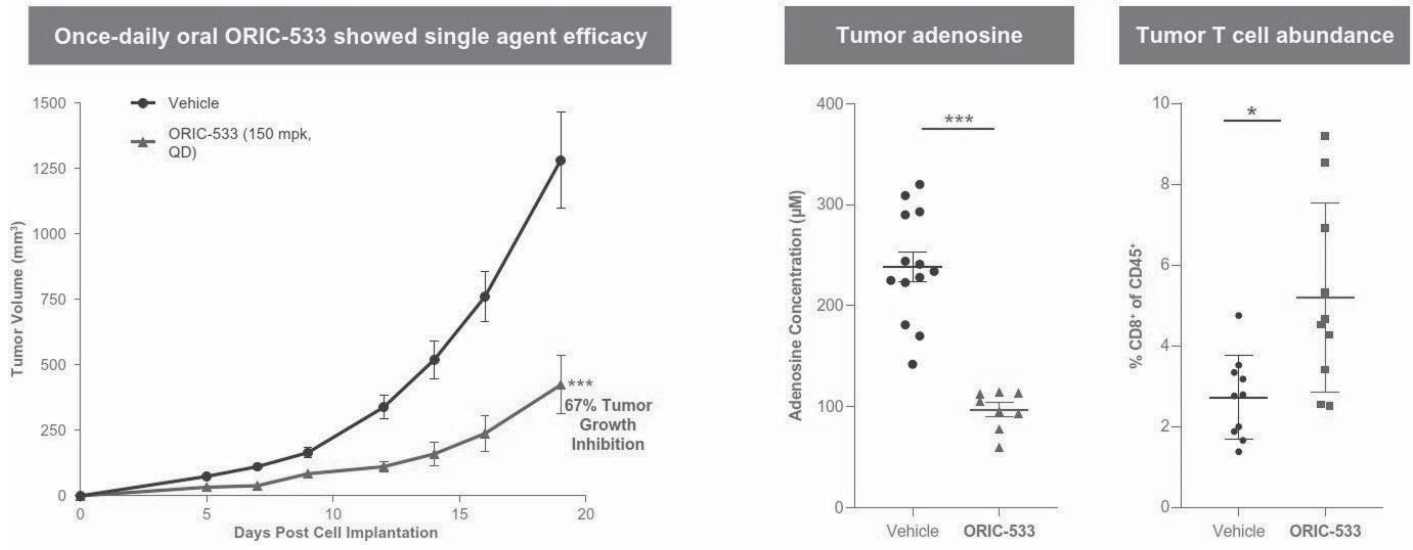 Once-daily oral ORIC-533 showed single agent efficacy
Vehicle
ORIC-533 (150 mpk,
QD)
Tumor Volume (mm³)
1500
1250
1000
750
500
250
0
0
5
10
15
20
Days Post Cell Implantation
***
67% Tumor
Growth
Inhibition
Tumor adenosine
Adenosine Concentration (µM)
400
300
200
100
0
***
Vehicle
ORIC-533
Tumor T cell abundance
% CD8⁺ of CD45⁺
10
8
6
4
2
0
*
Vehicle
ORIC-533